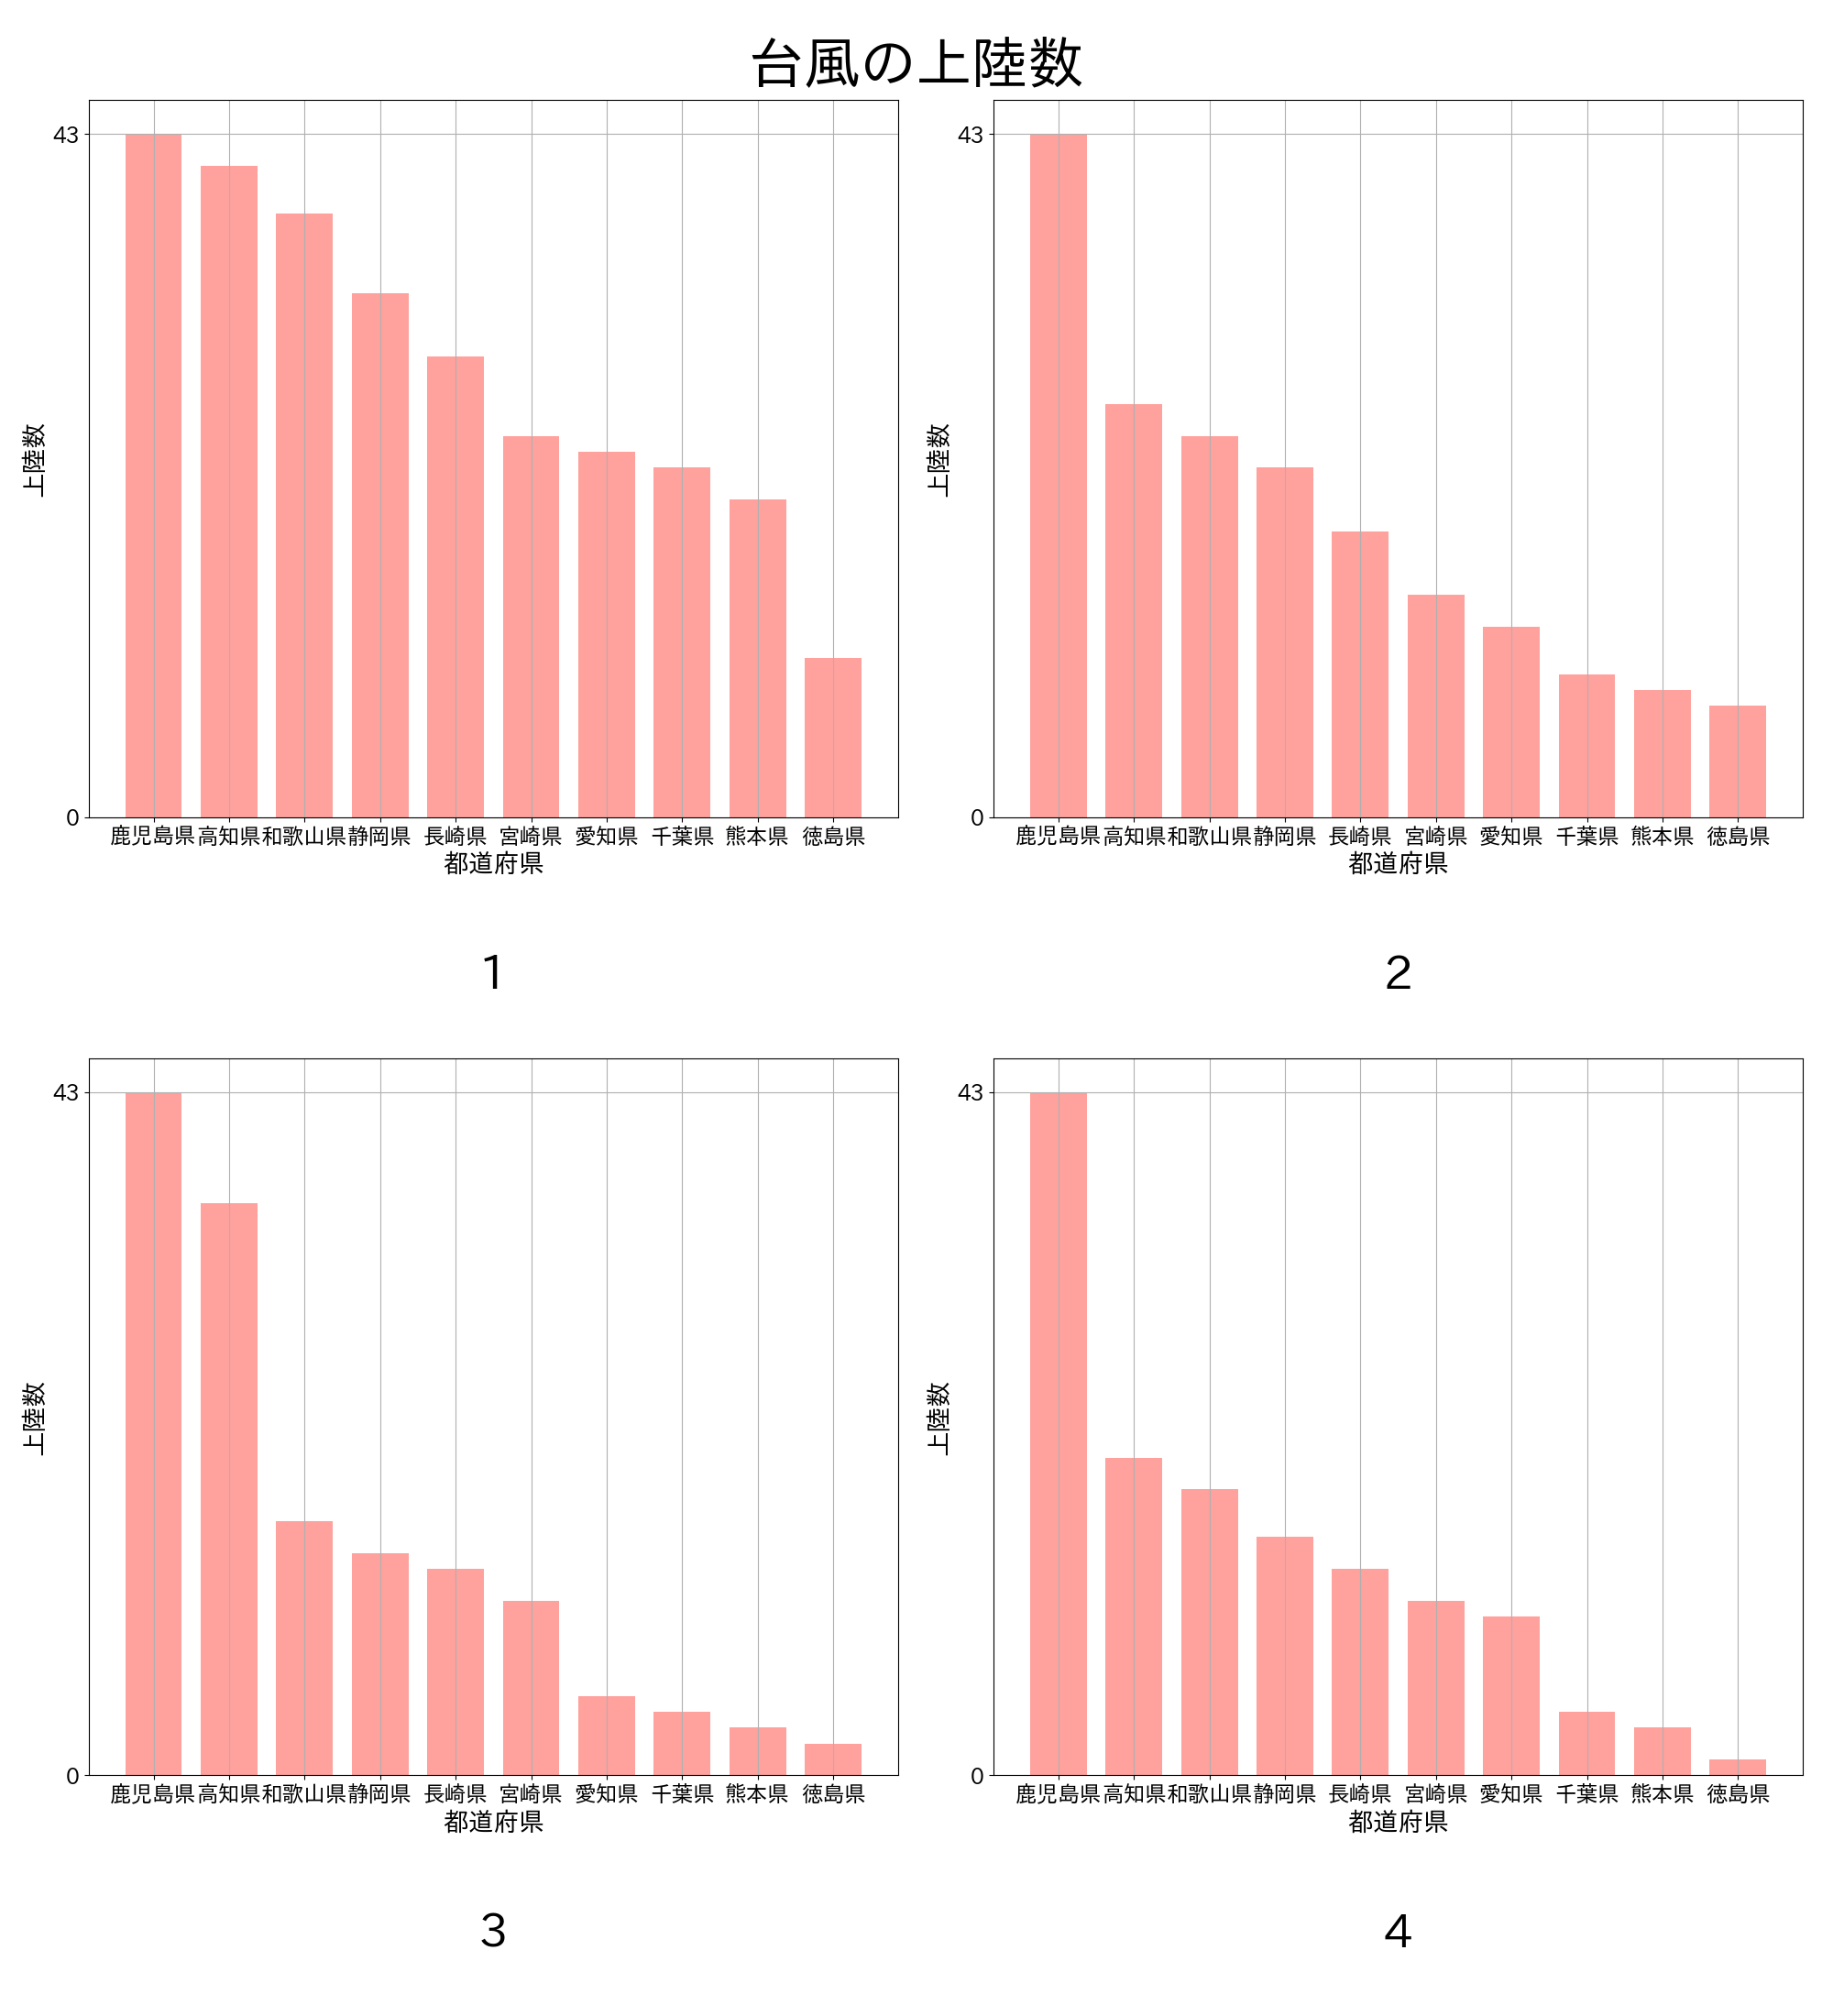 台風の上陸数
43
0
上陸数
鹿児島県 高知県 和歌山県 静岡県 長崎県 宮崎県 愛知県 千葉県 熊本県 徳島県
都道府県
1
43
0
上陸数
鹿児島県 高知県 和歌山県 静岡県 長崎県 宮崎県 愛知県 千葉県 熊本県 徳島県
都道府県
2
43
0
上陸数
鹿児島県 高知県 和歌山県 静岡県 長崎県 宮崎県 愛知県 千葉県 熊本県 徳島県
都道府県
3
43
0
上陸数
鹿児島県 高知県 和歌山県 静岡県 長崎県 宮崎県 愛知県 千葉県 熊本県 徳島県
都道府県
4